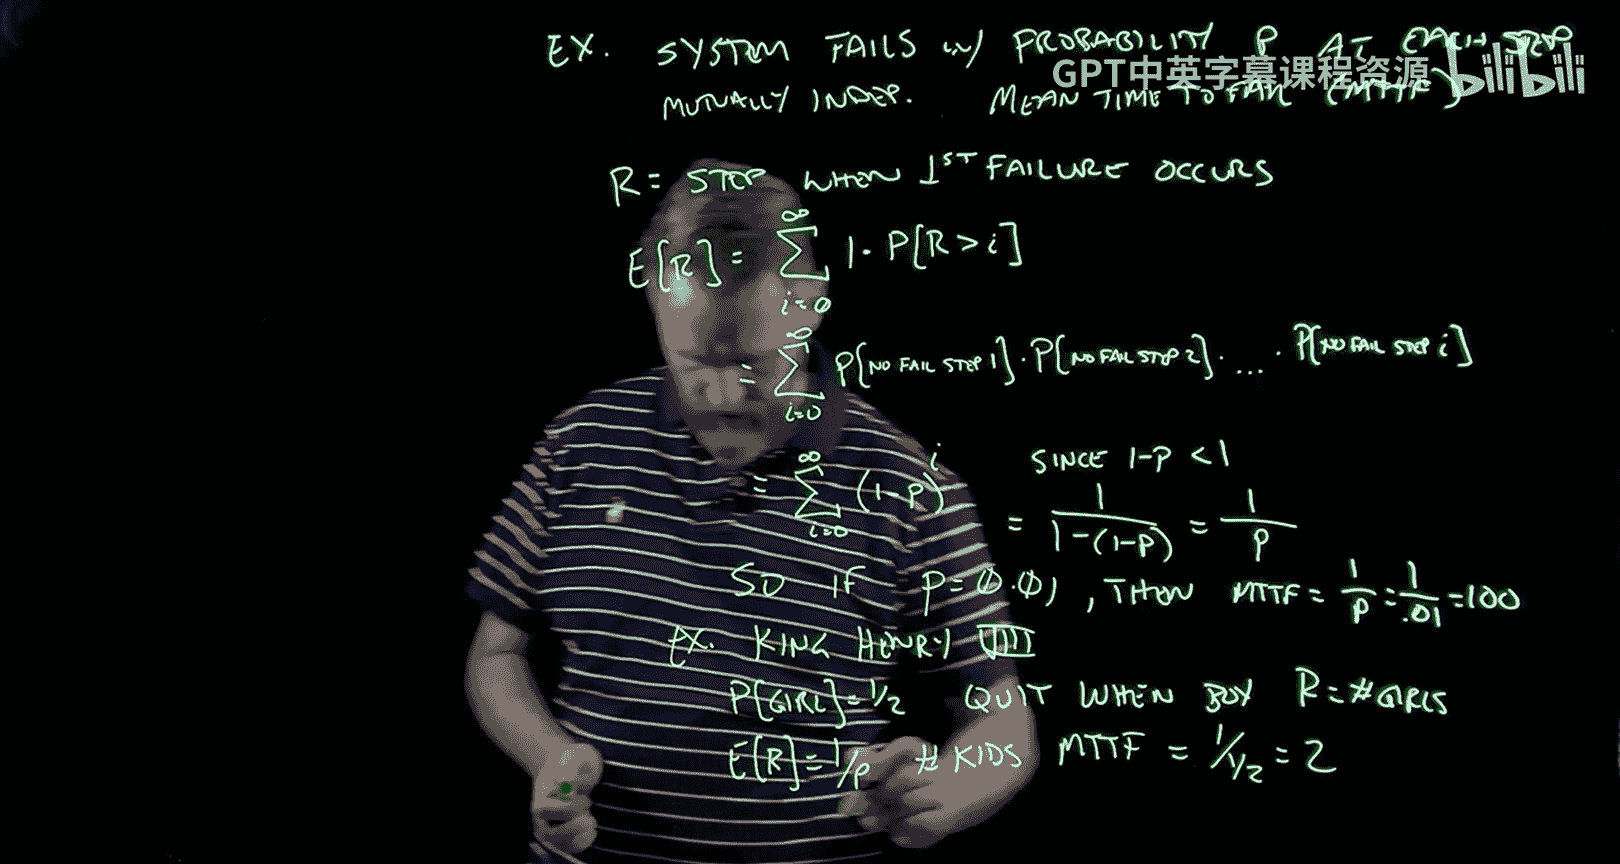 EX. SYSTEM FAILS w/ PROBABILITY P AT EACH STEP
GPT中英字幕课程资源 bilibili
MUTUALLY INDEP. MEAN TIME TO FAIL (MTTF)
R = STEP WHEN 1ST FAILURE OCCURS
E[R] = ∑_{i=0}^{∞} 1· P[R > i]
= ∑_{i=0}^{∞} P[NO FAIL STEP 1] · P[NO FAIL STEP 2] · ... · P[NO FAIL STEP i]
= ∑_{i=0}^{∞} (1-P)^i SINCE 1-P < 1
= 1/(1-(1-P)) = 1/P
SO IF P = 0.01, THEN MTTF = 1/P = 1/.01 = 100
EX. KING HENRY VIII
P[GIRL] = 1/2 QUIT WHEN BOY R = # GIRLS
E[R] = 1/P # KIDS MTTF = 1/1/2 = 2